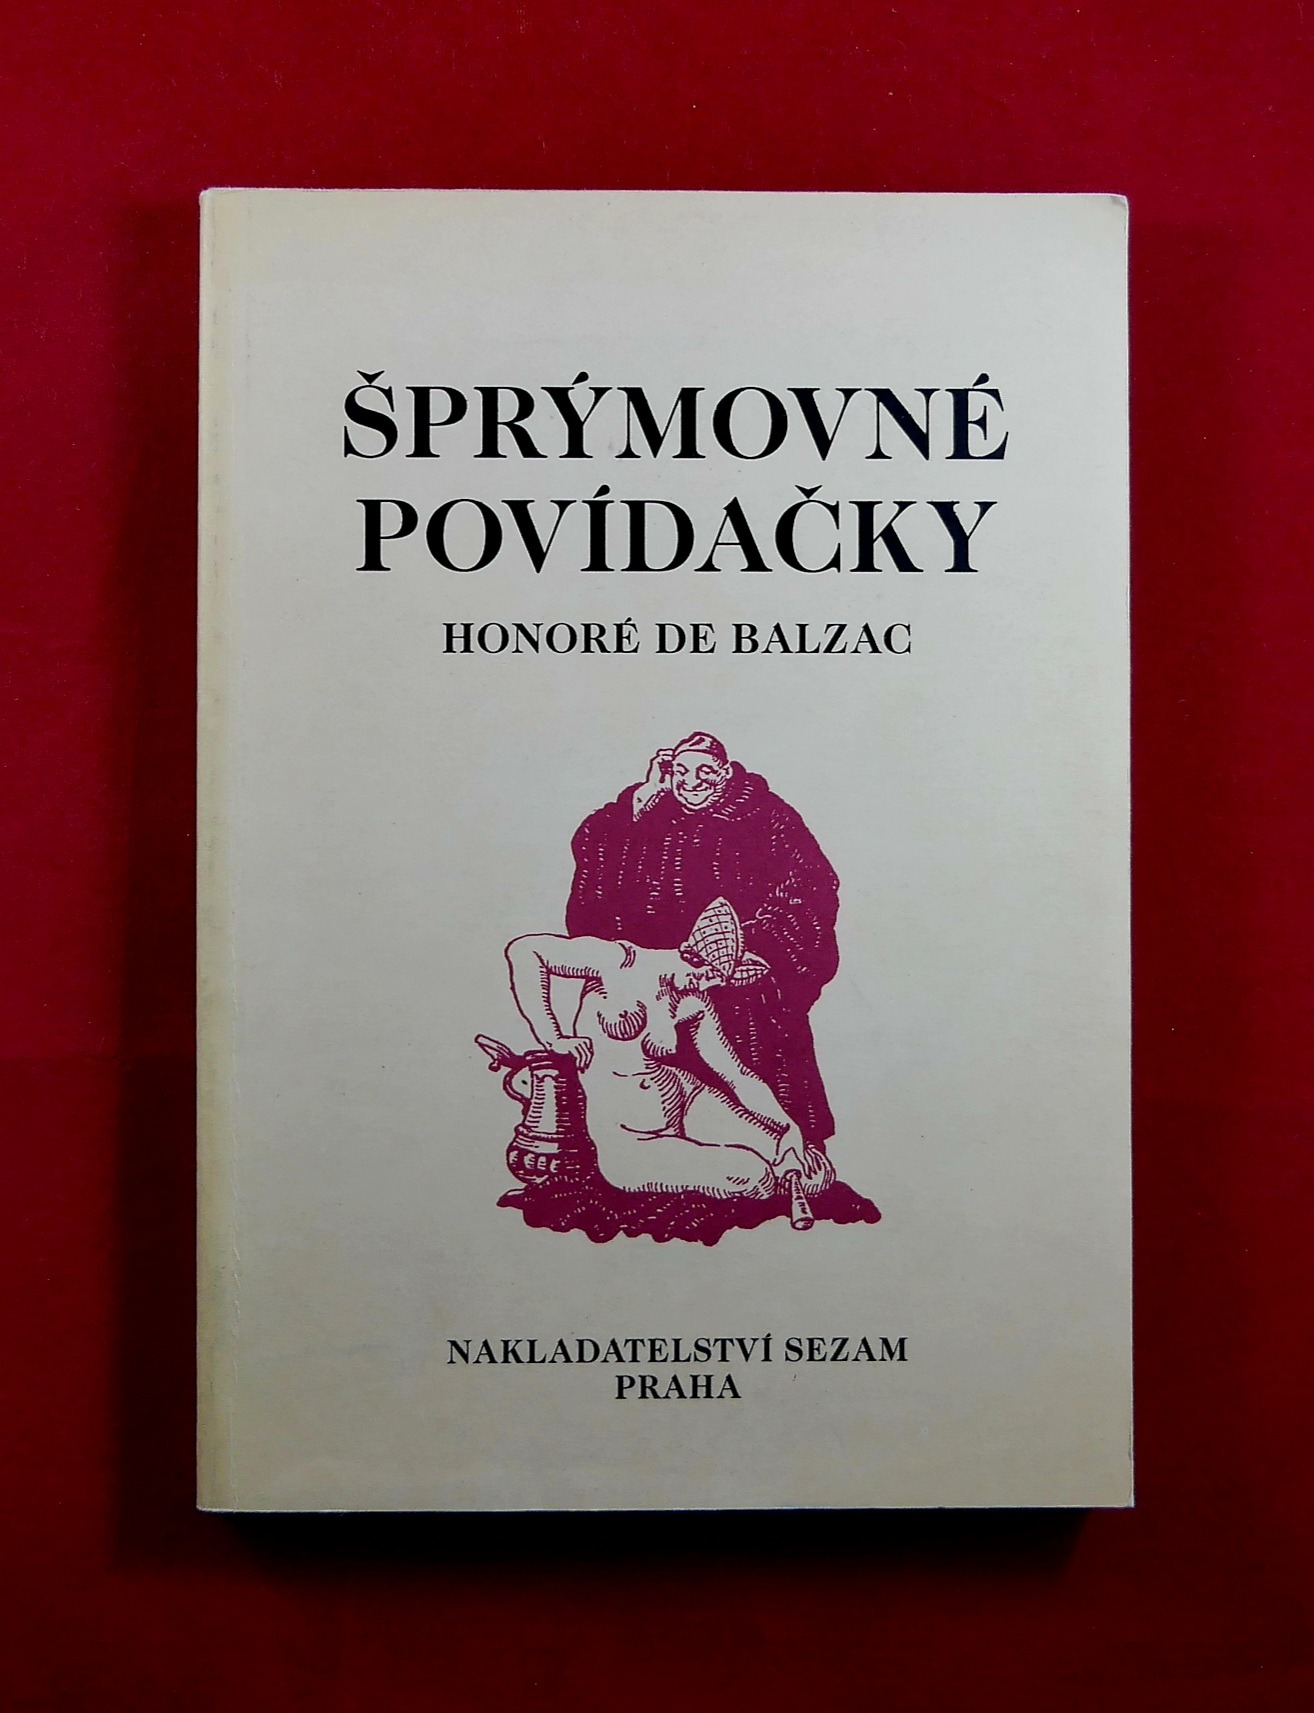 ŠPRÝMOVNÉ
POVÍDAČKY
HONORÉ DE BALZAC
NAKLADATELSTVÍ SEZAM
PRAHA